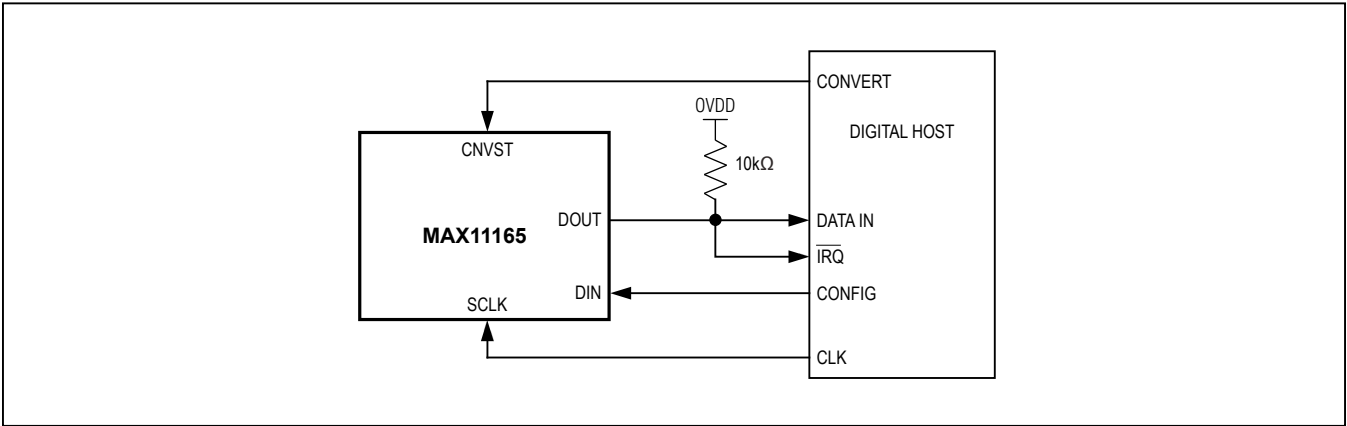 CONVERT
OVDD
DIGITAL HOST
CNVST
10kΩ
DOUT
DATA IN
MAX11165
IRQ
DIN
CONFIG
SCLK
CLK